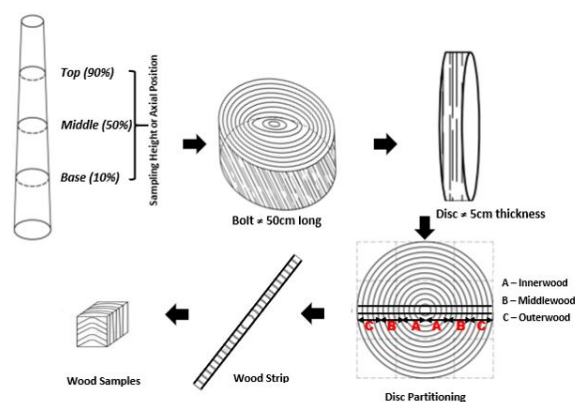 Top (90%)
Middle (50%)
Base (10%)
Sampling Height or Axial Position
Bolt ≠ 50cm long
Disc ≠ 5cm thickness
A – Innerwood
B – Middlewood
C – Outerwood
C B A A B C
Disc Partitioning
Wood Strip
Wood Samples